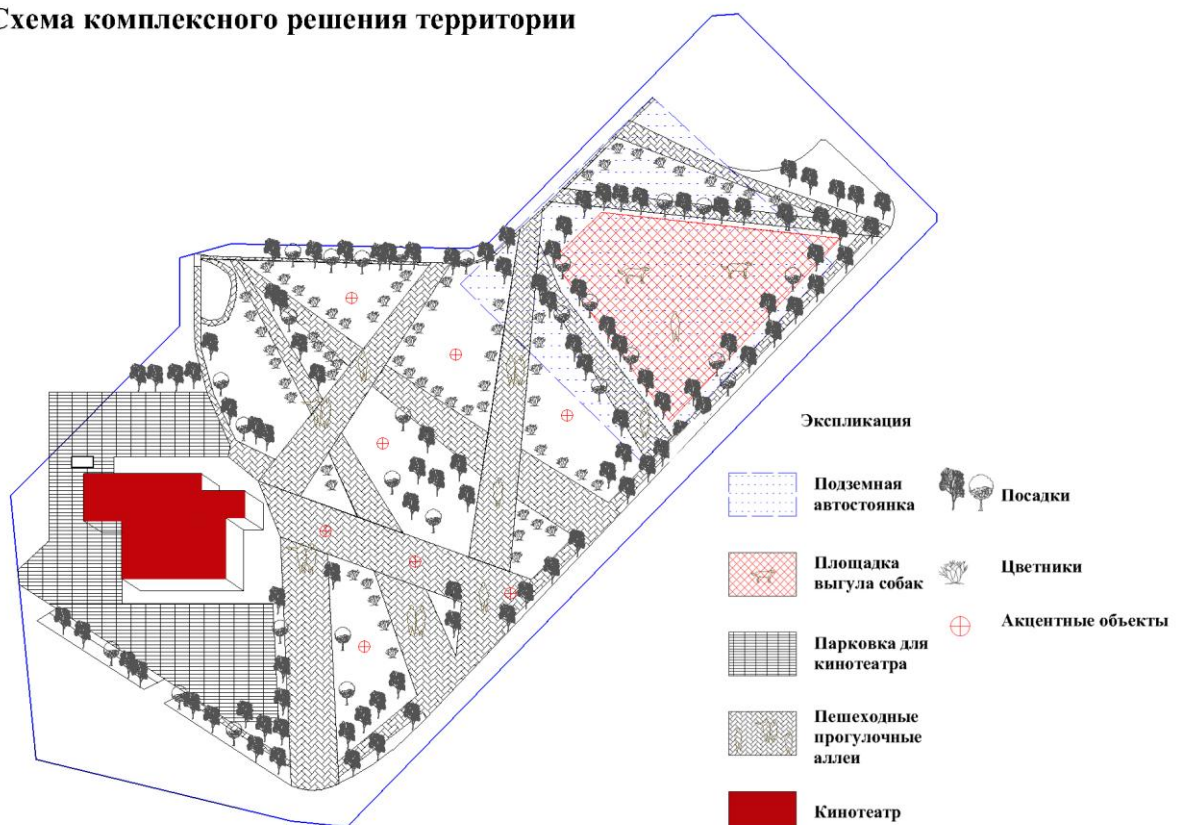 Схема комплексного решения территории
Экспликация
Подземная
автостоянка
Площадка
выгула собак
Парковка для
кинотеатра
Пешеходные
прогулочные
аллеи
Кинотеатр
Посадки
Цветники
Акцентные объекты